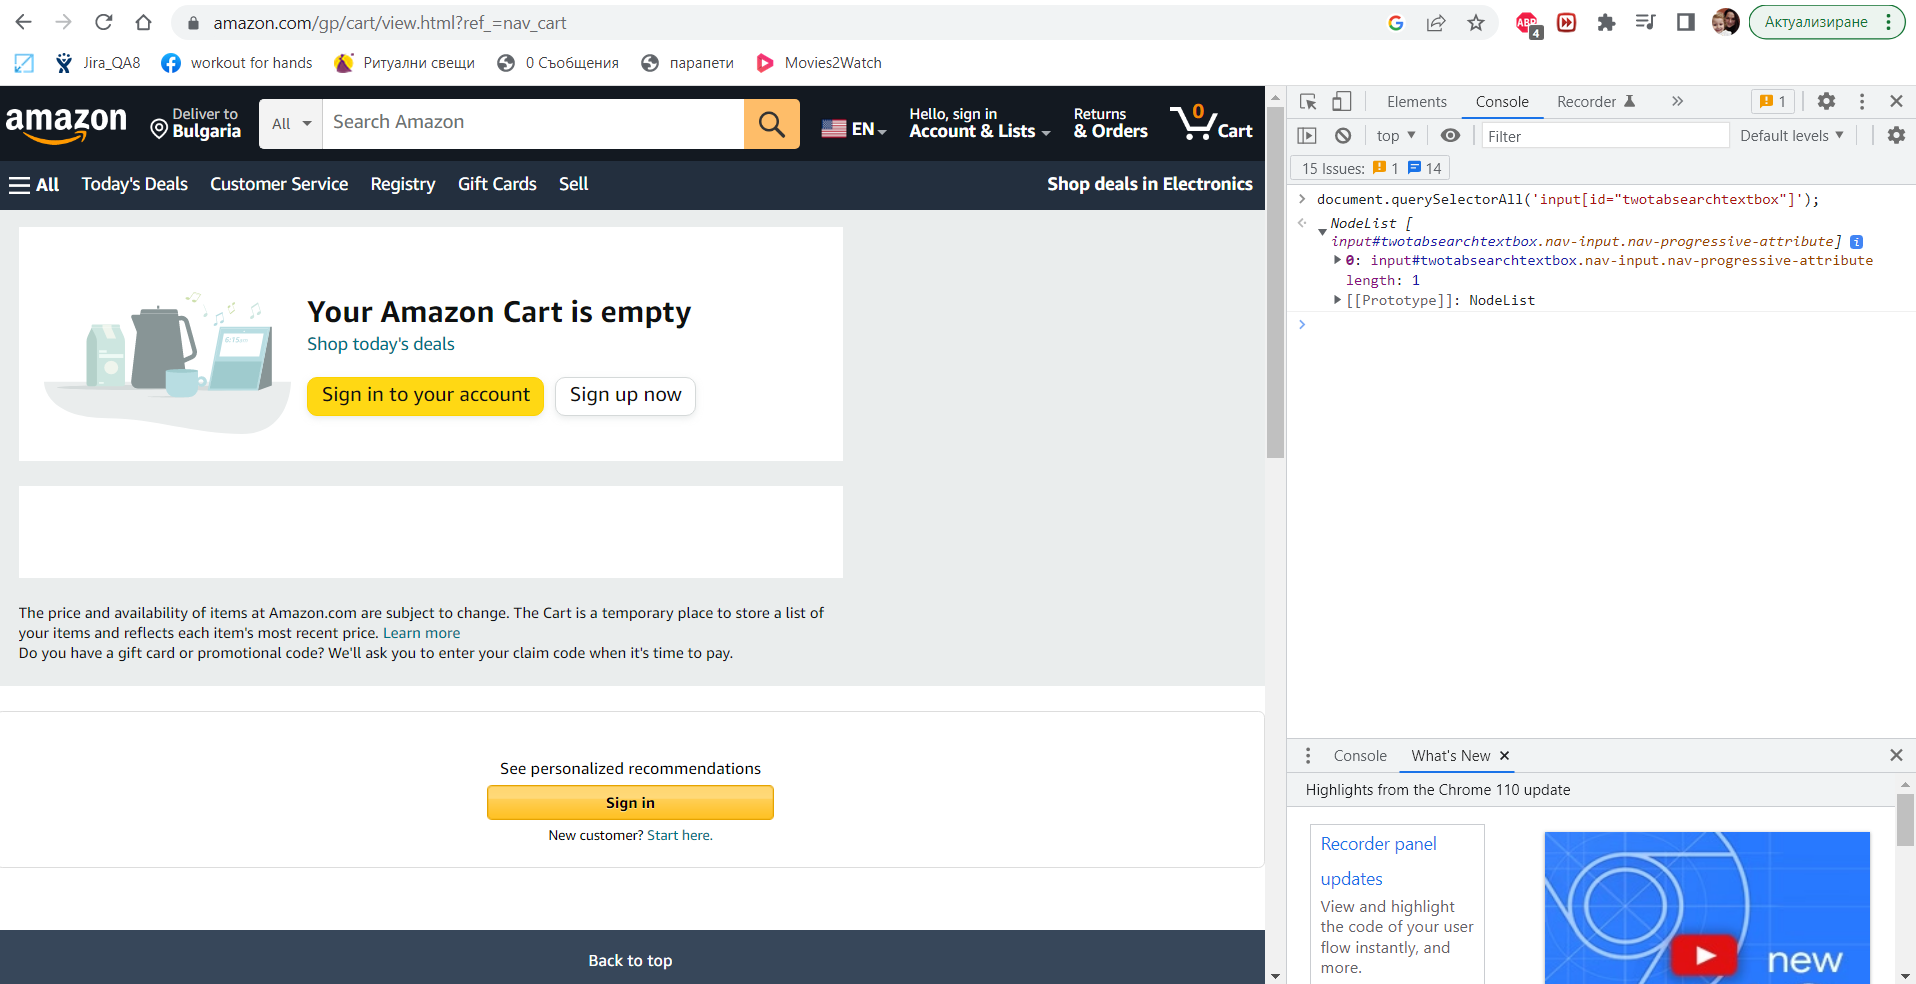 amazon.com/gp/cart/view.html?ref_=nav_cart
ABP
4
Актуализиране
Jira_QA8
workout for hands
Ритуални свещи
0 Съобщения
парапети
Movies2Watch
amazon
Deliver to
Bulgaria
All
Search Amazon
EN
Hello, sign in
Account & Lists
Returns
& Orders
0
Cart
All
Today's Deals
Customer Service
Registry
Gift Cards
Sell
Shop deals in Electronics
Your Amazon Cart is empty
Shop today's deals
Sign in to your account
Sign up now
The price and availability of items at Amazon.com are subject to change. The Cart is a temporary place to store a list of
your items and reflects each item's most recent price. Learn more
Do you have a gift card or promotional code? We'll ask you to enter your claim code when it's time to pay.
See personalized recommendations
Sign in
New customer? Start here.
Back to top
Elements
Console
Recorder
1
top
Filter
Default levels
15 Issues: 1 14
document.querySelectorAll('input[id="twotabsearchtextbox"]');
NodeList [
input#twotabsearchtextbox.nav-input.nav-progressive-attribute]
0: input#twotabsearchtextbox.nav-input.nav-progressive-attribute
length: 1
[[Prototype]]: NodeList
Console
What's New
Highlights from the Chrome 110 update
Recorder panel
updates
View and highlight
the code of your user
flow instantly, and
more.
new